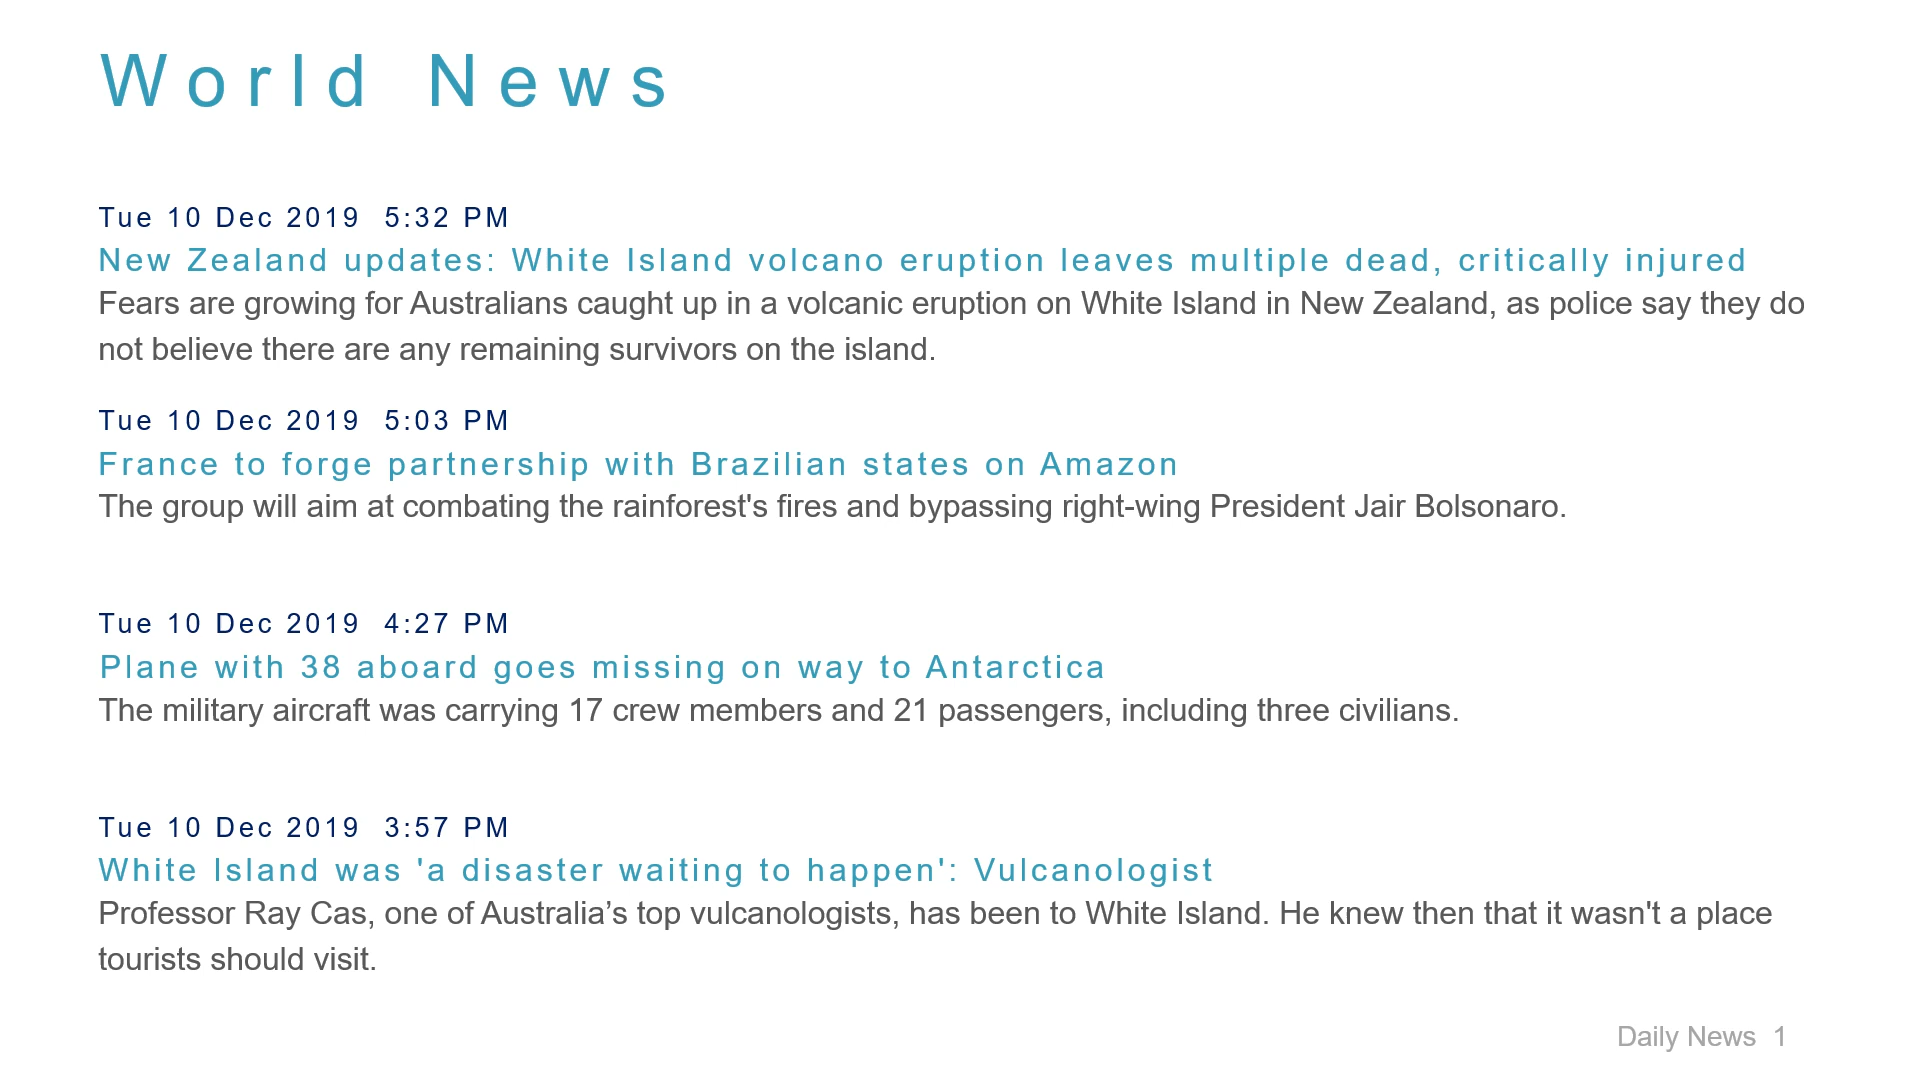 World News
Tue 10 Dec 2019  5:32 PM
New Zealand updates: White Island volcano eruption leaves multiple dead, critically injured
Fears are growing for Australians caught up in a volcanic eruption on White Island in New Zealand, as police say they do
not believe there are any remaining survivors on the island.
Tue 10 Dec 2019  5:03 PM
France to forge partnership with Brazilian states on Amazon
The group will aim at combating the rainforest's fires and bypassing right-wing President Jair Bolsonaro.
Tue 10 Dec 2019  4:27 PM
Plane with 38 aboard goes missing on way to Antarctica
The military aircraft was carrying 17 crew members and 21 passengers, including three civilians.
Tue 10 Dec 2019  3:57 PM
White Island was 'a disaster waiting to happen': Vulcanologist
Professor Ray Cas, one of Australia’s top vulcanologists, has been to White Island. He knew then that it wasn't a place
tourists should visit.
Daily News  1